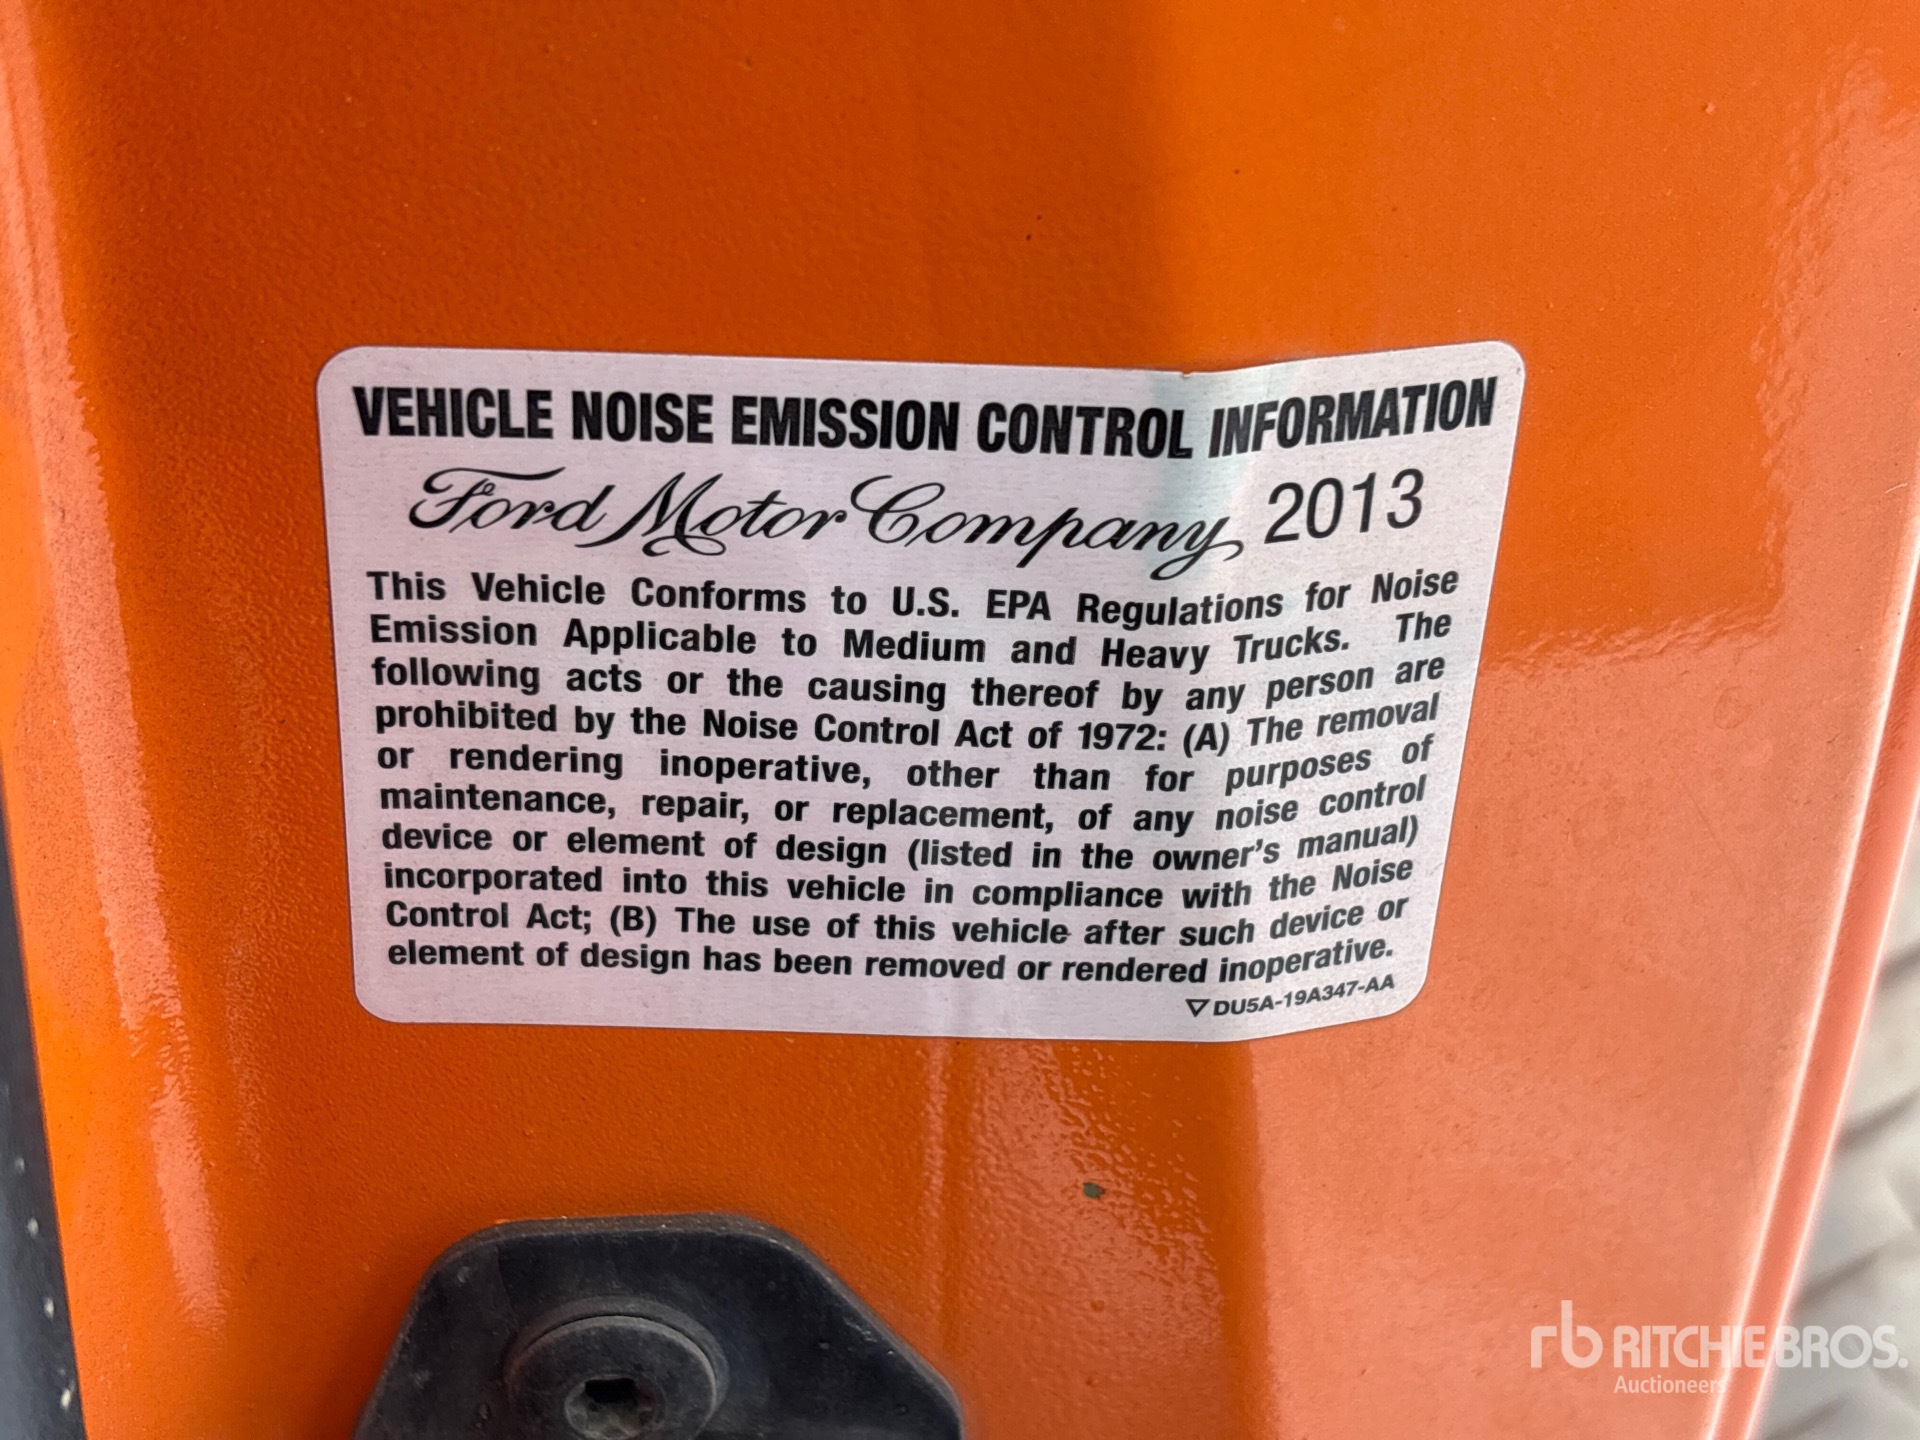 VEHICLE NOISE EMISSION CONTROL INFORMATION
Ford Motor Company 2013
This Vehicle Conforms to U.S. EPA Regulations for Noise
Emission Applicable to Medium and Heavy Trucks. The
following acts or the causing thereof by any person are
prohibited by the Noise Control Act of 1972: (A) The removal
or rendering inoperative, other than for purposes of
maintenance, repair, or replacement, of any noise control
device or element of design (listed in the owner's manual)
incorporated into this vehicle in compliance with the Noise
Control Act; (B) The use of this vehicle after such device or
element of design has been removed or rendered inoperative.
▽ DU5A-19A347-AA
rb RITCHIE BROS.
Auctioneers